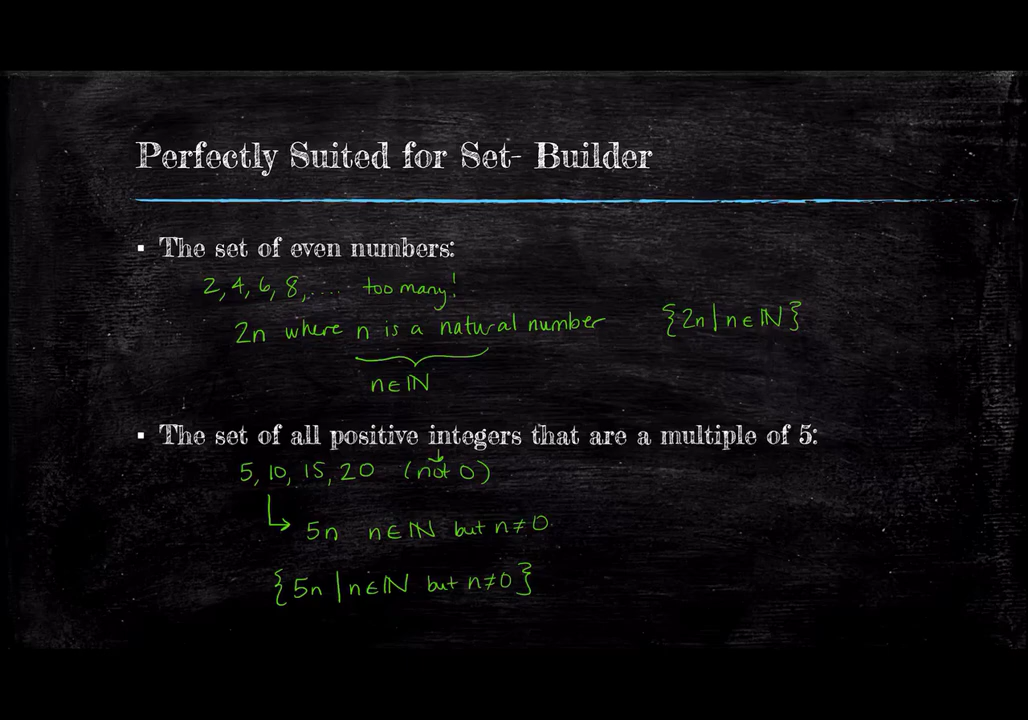 Perfectly Suited for Set- Builder
▪ The set of even numbers:
2, 4, 6, 8, .... too many!
2n where n is a natural number {2n | n ∈ ℕ}
n ∈ ℕ
▪ The set of all positive integers that are a multiple of 5:
5, 10, 15, 20 (not 0)
↳ 5n n ∈ ℕ but n ≠ 0
{5n | n ∈ ℕ but n ≠ 0}